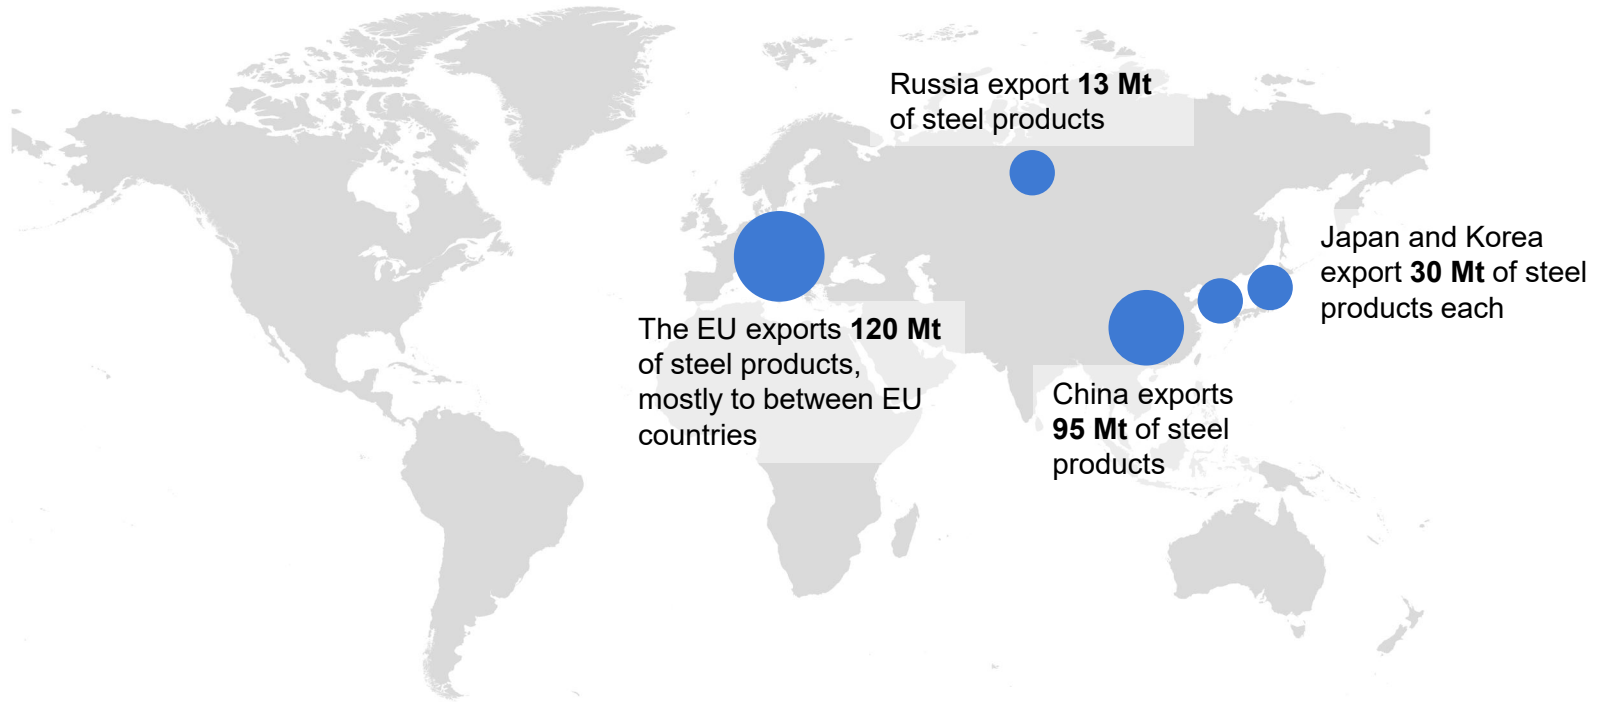 Russia export 13 Mt
of steel products
Japan and Korea
export 30 Mt of steel
products each
The EU exports 120 Mt
of steel products,
mostly to between EU
countries
China exports
95 Mt of steel
products